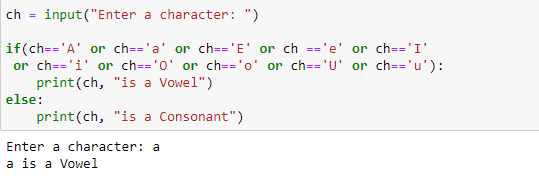 ch = input("Enter a character: ")
if(ch=='A' or ch=='a' or ch=='E' or ch =='e' or ch=='I'
or ch=='i' or ch=='O' or ch=='o' or ch=='U' or ch=='u'):
print(ch, "is a Vowel")
else:
print(ch, "is a Consonant")
Enter a character: a
a is a Vowel